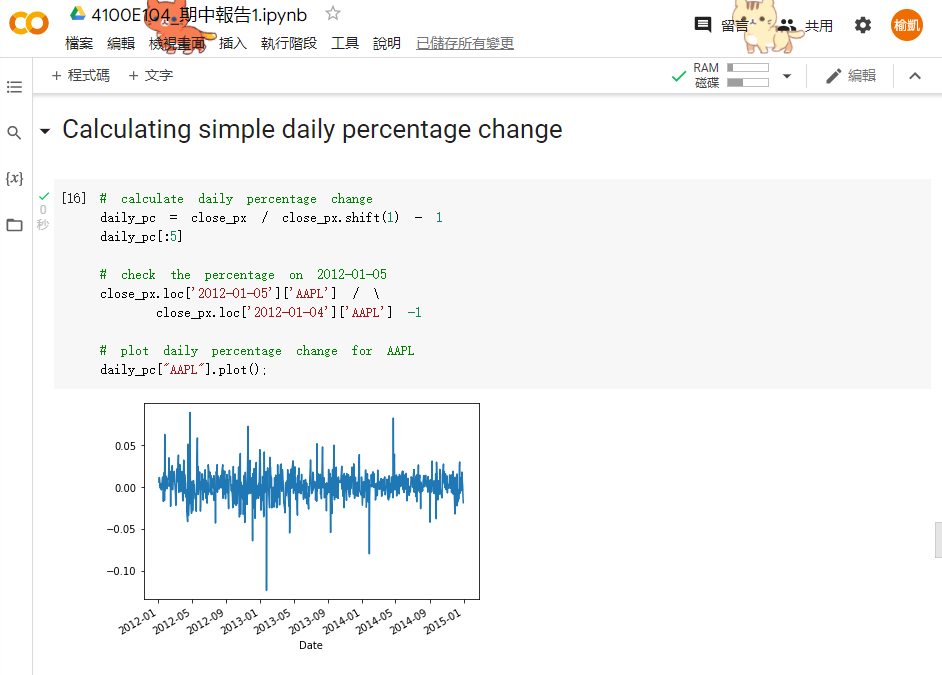 4100E104_期中報告1.ipynb
檔案 編輯 檢視畫面 插入 執行階段 工具 說明 已儲存所有變更
留言 共用 榆凱
+ 程式碼 + 文字
RAM
磁碟
編輯
Calculating simple daily percentage change
{x}
0
秒
[16] # calculate daily percentage change
daily_pc = close_px / close_px.shift(1) - 1
daily_pc[:5]
# check the percentage on 2012-01-05
close_px.loc['2012-01-05']['AAPL'] / \
close_px.loc['2012-01-04']['AAPL'] -1
# plot daily percentage change for AAPL
daily_pc["AAPL"].plot();
0.05
0.00
−0.05
−0.10
2012-01 2012-05 2012-09 2013-01 2013-05 2013-09 2014-01 2014-05 2014-09 2015-01
Date